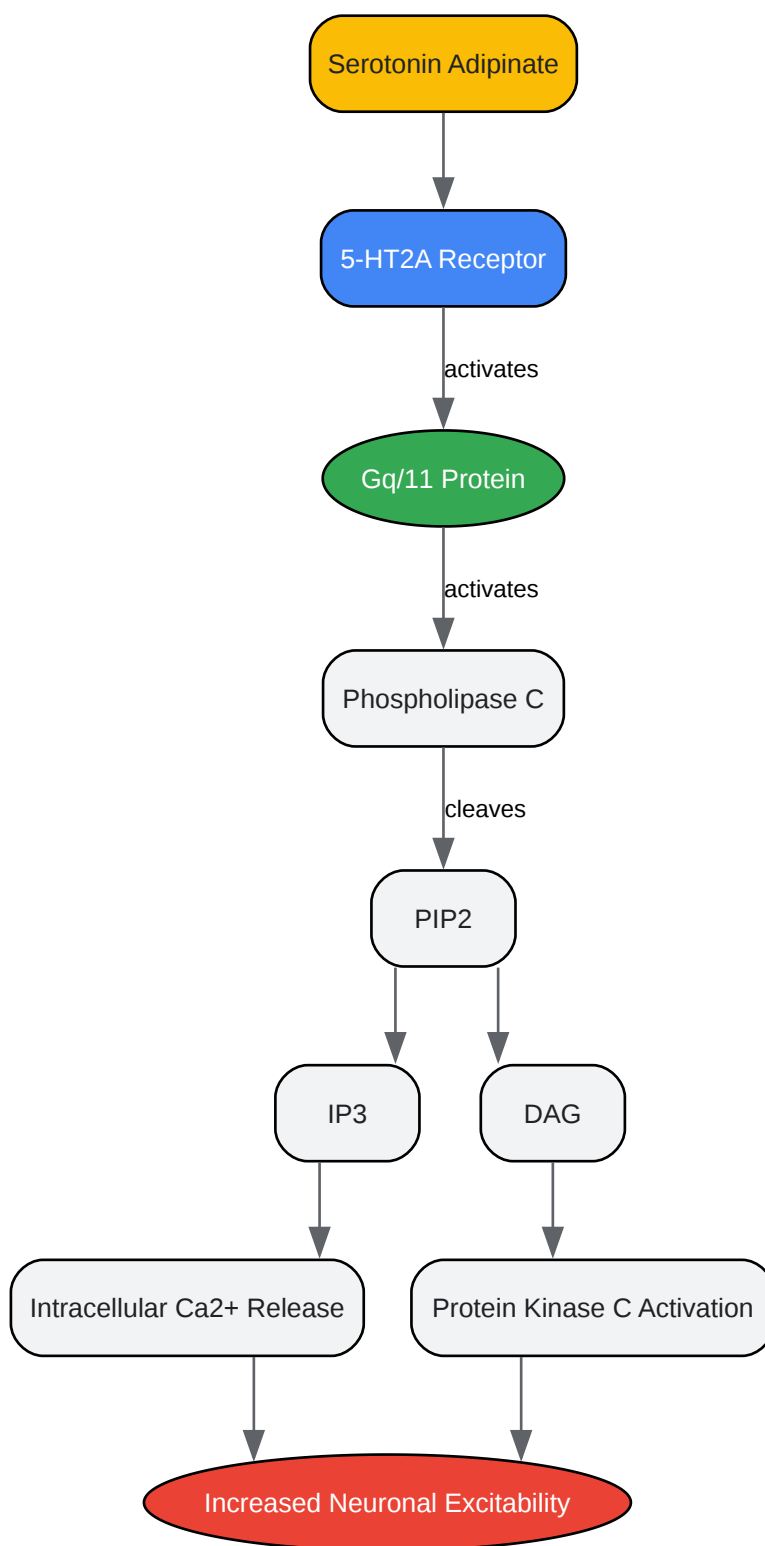 Serotonin Adipinate
5-HT2A Receptor
activates
Gq/11 Protein
activates
Phospholipase C
cleaves
PIP2
IP3
DAG
Intracellular Ca2+ Release
Protein Kinase C Activation
Increased Neuronal Excitability